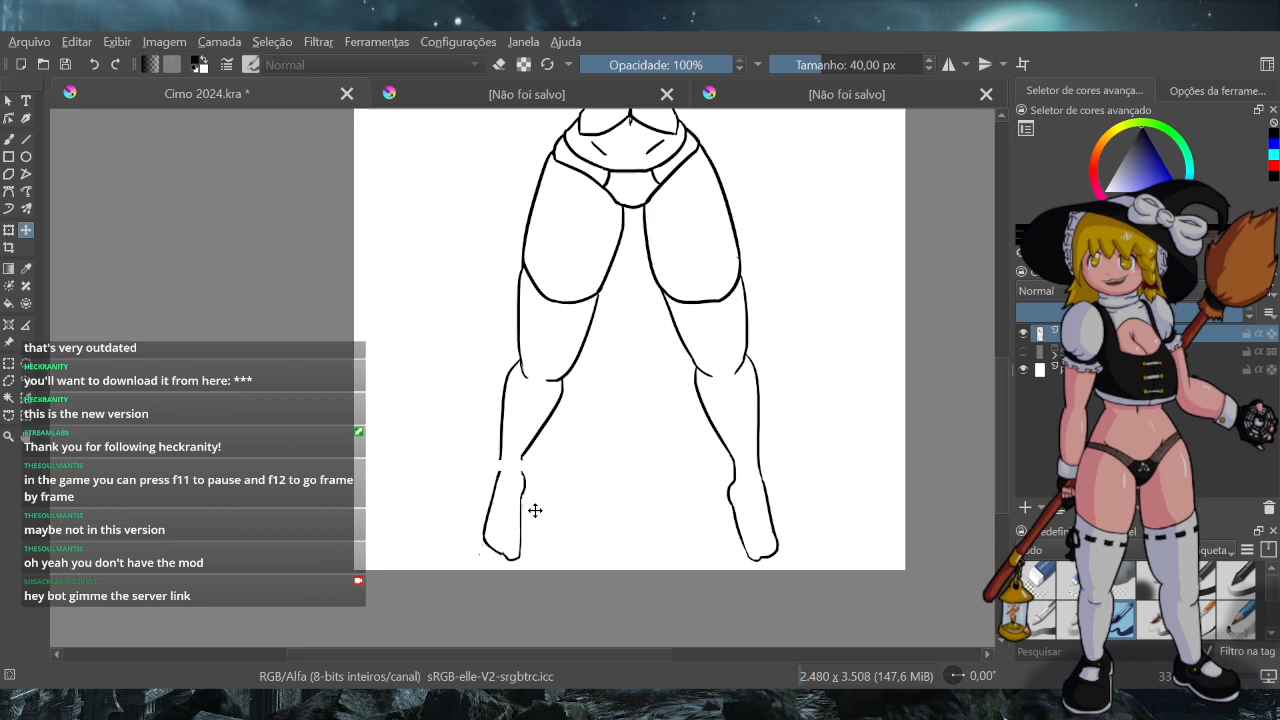 Arquivo Editar Exibir Imagem Camada Seleção Filtrar Ferramentas Configurações Janela Ajuda
Normal Opacidade: 100% Tamanho: 40,00 px
Cirno 2024.kra * [Não foi salvo] [Não foi salvo]
Seletor de cores avança... Opções da ferrame...
Seletor de cores avançado
Normal
that's very outdated
HECKRANITY
you'll want to download it from here: ***
HECKRANITY
this is the new version
STREAMLABS
Thank you for following heckranity!
THESOULMANTIS
in the game you can press f11 to pause and f12 to go frame
by frame
THESOULMANTIS
maybe not in this version
THESOULMANTIS
oh yeah you don't have the mod
hey bot gimme the server link
Pesquisar Filtro na tag
RGB/Alfa (8-bits inteiros/canal) sRGB-elle-V2-srgbtrc.icc
2.480 x 3.508 (147,6 MiB) 0,00°